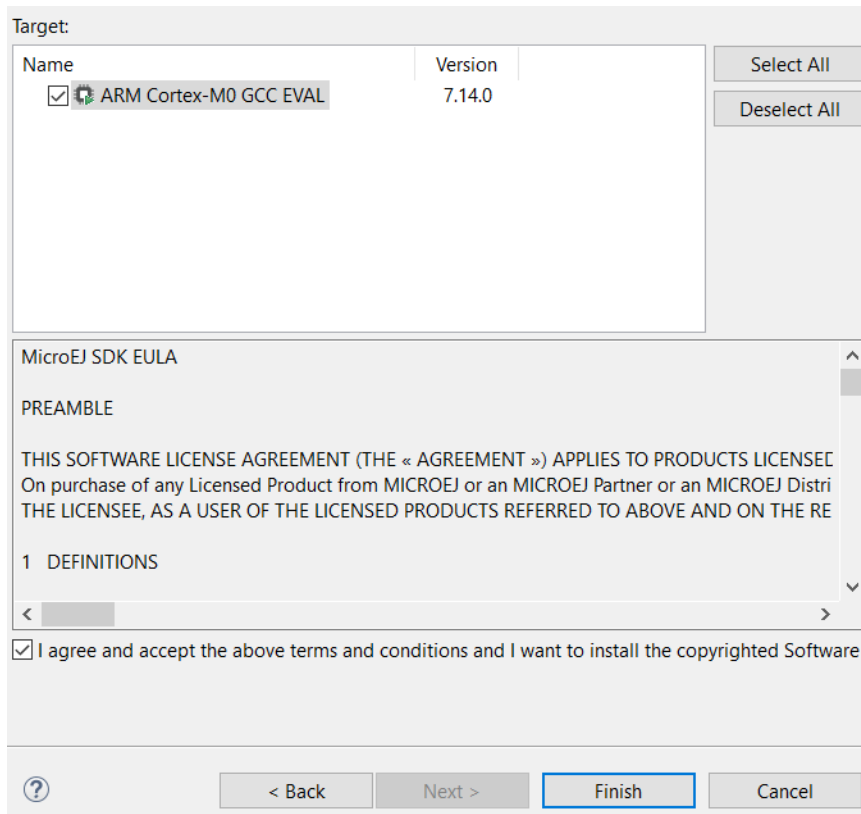 Target:
Name Version
ARM Cortex-M0 GCC EVAL 7.14.0
Select All
Deselect All
MicroEJ SDK EULA
PREAMBLE
THIS SOFTWARE LICENSE AGREEMENT (THE « AGREEMENT ») APPLIES TO PRODUCTS LICENSED
On purchase of any Licensed Product from MICROEJ or an MICROEJ Partner or an MICROEJ Distri
THE LICENSEE, AS A USER OF THE LICENSED PRODUCTS REFERRED TO ABOVE AND ON THE RE
1 DEFINITIONS
I agree and accept the above terms and conditions and I want to install the copyrighted Software
? < Back Next > Finish Cancel